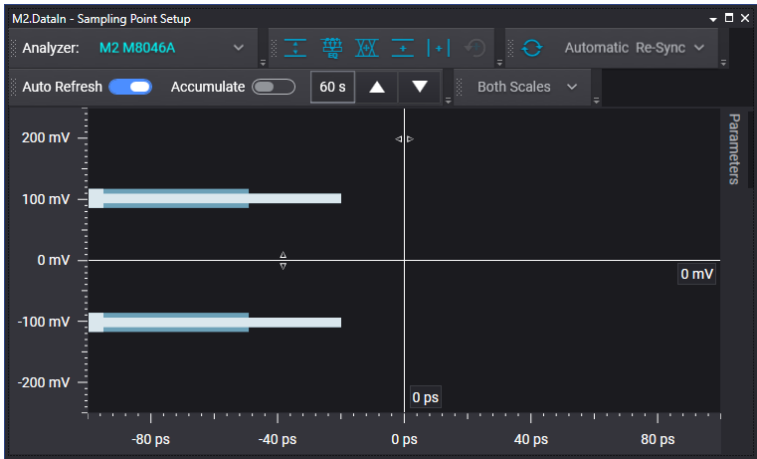 M2.DataIn - Sampling Point Setup
Analyzer: M2 M8046A
Automatic Re-Sync
Auto Refresh Accumulate 60 s Both Scales
Parameters
200 mV
100 mV
0 mV
0 mV
-100 mV
-200 mV
0 ps
-80 ps -40 ps 0 ps 40 ps 80 ps